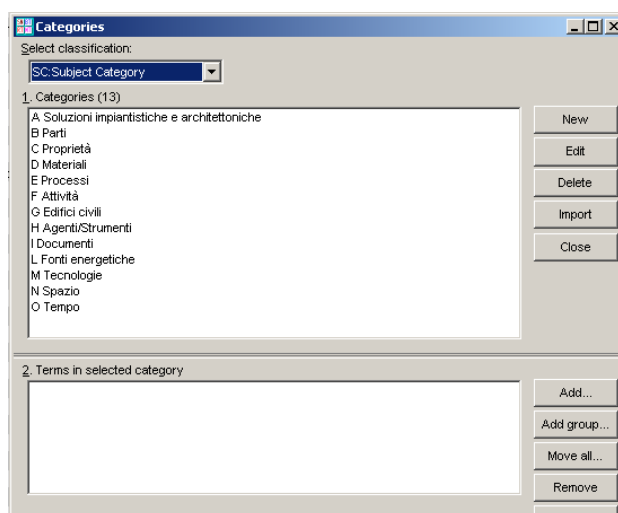 Categories
Select classification:
SC:Subject Category
1. Categories (13)
A Soluzioni impiantistiche e architettoniche
B Parti
C Proprietà
D Materiali
E Processi
F Attività
G Edifici civili
H Agenti/Strumenti
I Documenti
L Fonti energetiche
M Tecnologie
N Spazio
O Tempo
New
Edit
Delete
Import
Close
2. Terms in selected category
Add...
Add group...
Move all...
Remove